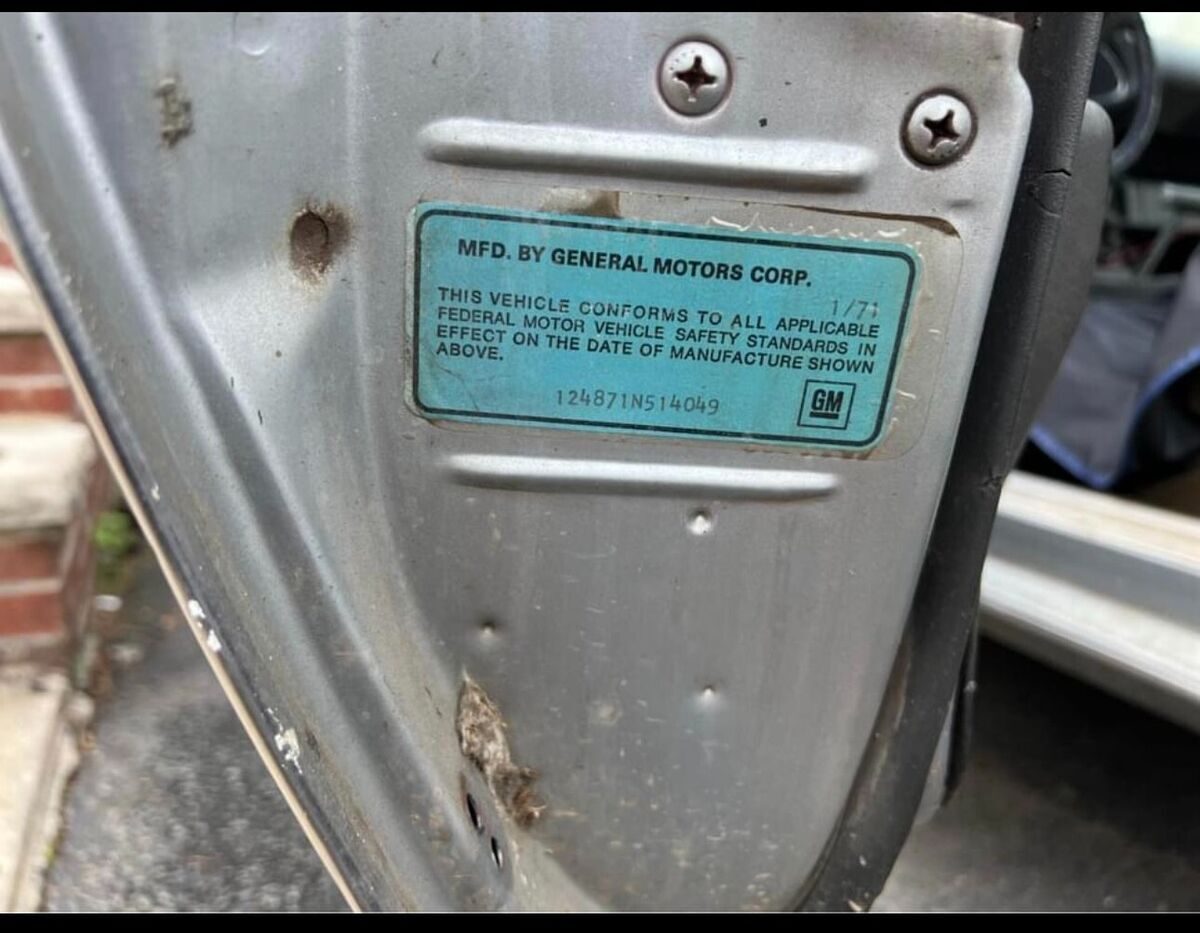 MFD. BY GENERAL MOTORS CORP.
1/71
THIS VEHICLE CONFORMS TO ALL APPLICABLE
FEDERAL MOTOR VEHICLE SAFETY STANDARDS IN
EFFECT ON THE DATE OF MANUFACTURE SHOWN
ABOVE.
124871N514049
GM